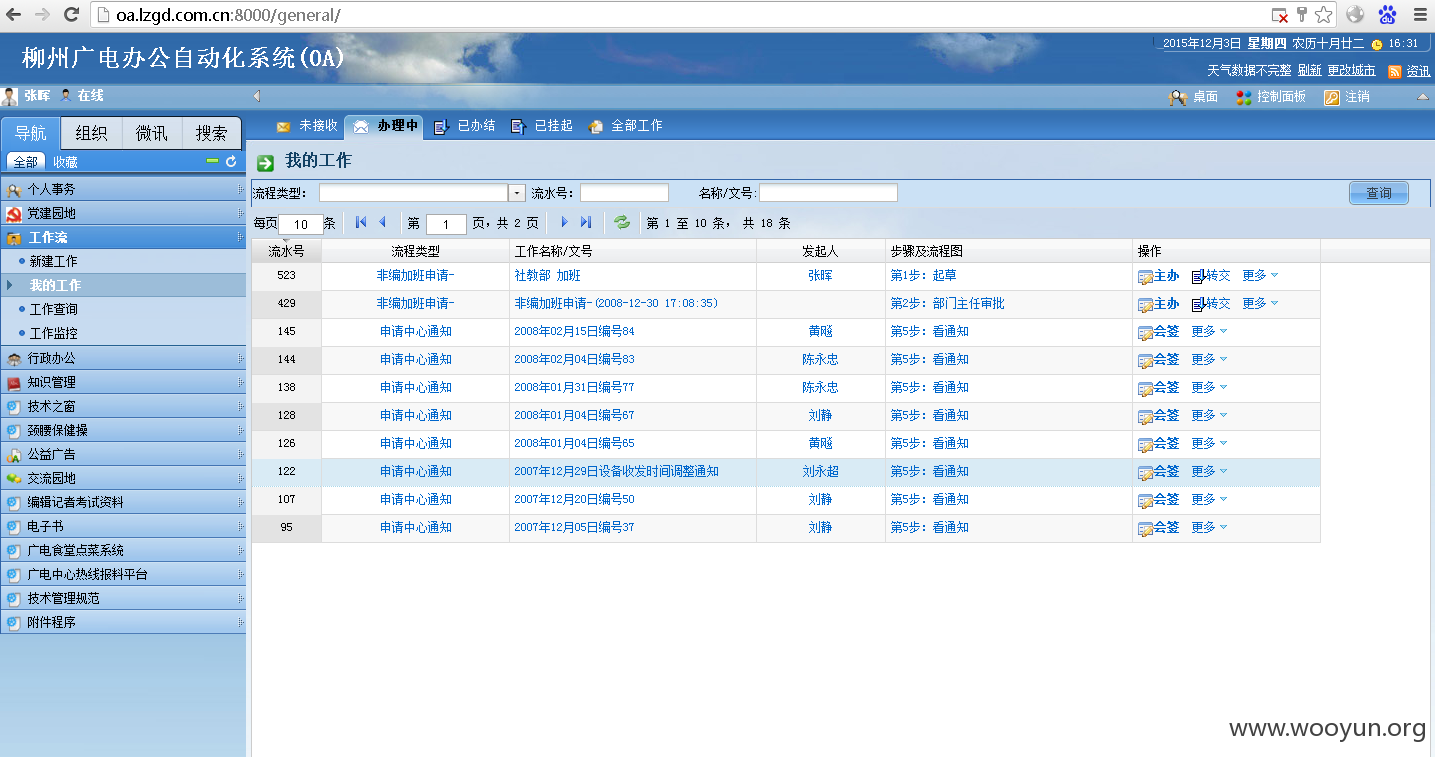 oa.lzgd.com.cn:8000/general/
柳州广电办公自动化系统(OA)
2015年12月3日 星期四 农历十月廿二 16:31
天气数据不完整 刷新 更改城市 资讯
张晖 在线
桌面 控制面板 注销
导航 组织 微讯 搜索
全部 收藏
个人事务
党建园地
工作流
新建工作
我的工作
工作查询
工作监控
行政办公
知识管理
技术之窗
颈腰保健操
公益广告
交流园地
编辑记者考试资料
电子书
广电食堂点菜系统
广电中心热线报料平台
技术管理规范
附件程序
未接收 办理中 已办结 已挂起 全部工作
我的工作
流程类型： 流水号： 名称/文号: 查询
每页 10 条 第 1 页，共 2 页 第 1 至 10 条， 共 18 条
流水号 流程类型 工作名称/文号 发起人 步骤及流程图 操作
523 非编加班申请- 社教部 加班 张晖 第1步：起草 主办 转交 更多
429 非编加班申请- 非编加班申请-(2008-12-30 17:08:35) 第2步：部门主任审批 主办 转交 更多
145 申请中心通知 2008年02月15日编号84 黄 第5步：看通知 会签 更多
144 申请中心通知 2008年02月04日编号83 陈永忠 第5步：看通知 会签 更多
138 申请中心通知 2008年01月31日编号77 陈永忠 第5步：看通知 会签 更多
128 申请中心通知 2008年01月04日编号67 刘静 第5步：看通知 会签 更多
126 申请中心通知 2008年01月04日编号65 黄 第5步：看通知 会签 更多
122 申请中心通知 2007年12月29日设备收发时间调整通知 刘永超 第5步：看通知 会签 更多
107 申请中心通知 2007年12月20日编号50 刘静 第5步：看通知 会签 更多
95 申请中心通知 2007年12月05日编号37 刘静 第5步：看通知 会签 更多
www.wooyun.org